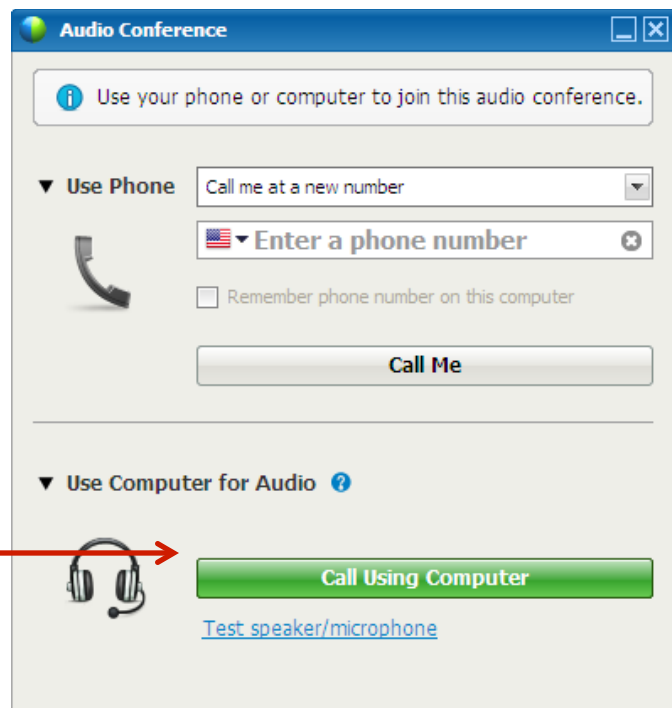 Audio Conference
Use your phone or computer to join this audio conference.
Use Phone
Call me at a new number
Enter a phone number
Remember phone number on this computer
Call Me
Use Computer for Audio ?
Call Using Computer
Test speaker/microphone